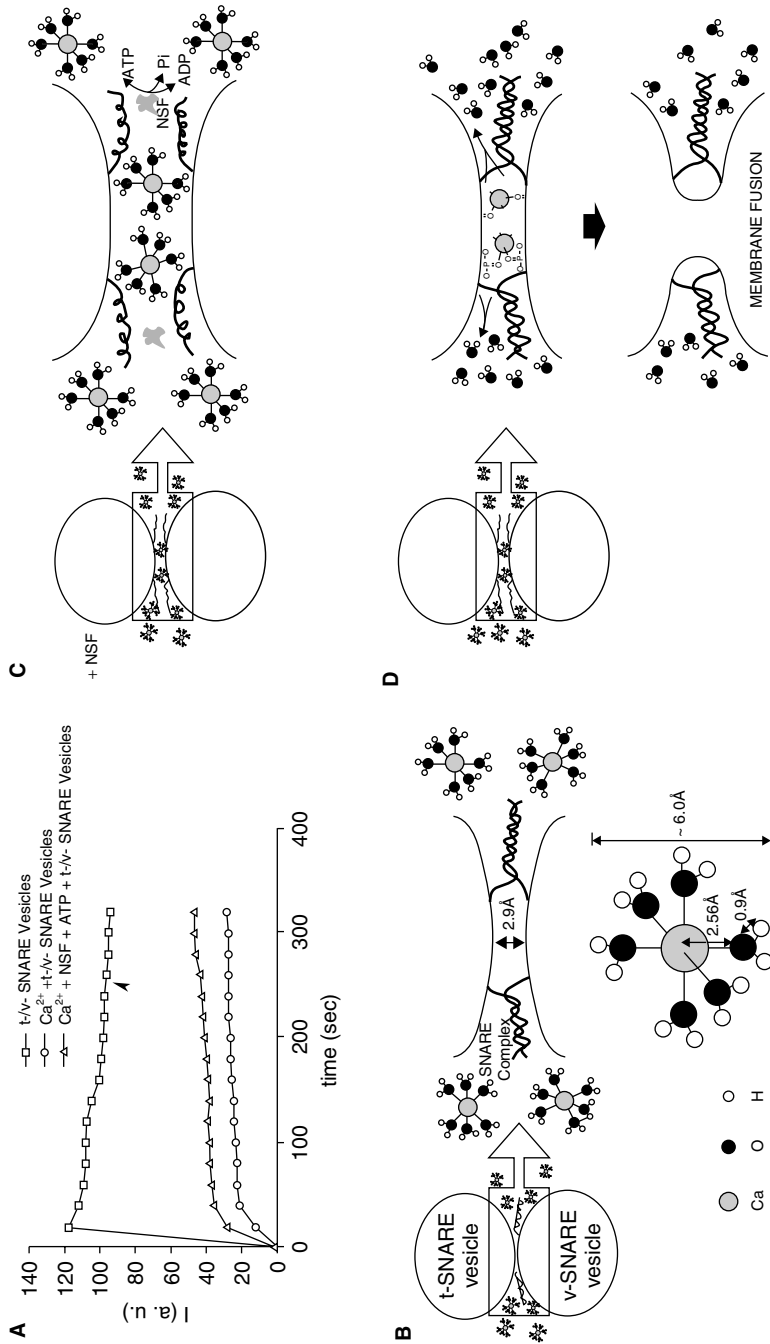 A
I (a. u.)
140
120
100
80
60
40
20
0
0
100
200
300
400
time (sec)
t-/v- SNARE Vesicles
Ca²⁺ +t-/v- SNARE Vesicles
Ca²⁺ + NSF + ATP + t-/v- SNARE Vesicles
B
t-SNARE
vesicle
v-SNARE
vesicle
SNARE
Complex
2.9Å
Ca
O
H
2.56Å
0.9Å
~ 6.0Å
C
+ NSF
NSF
ATP
Pi
ADP
D
O-P-O
O
O
O-P-O
O
O
MEMBRANE FUSION